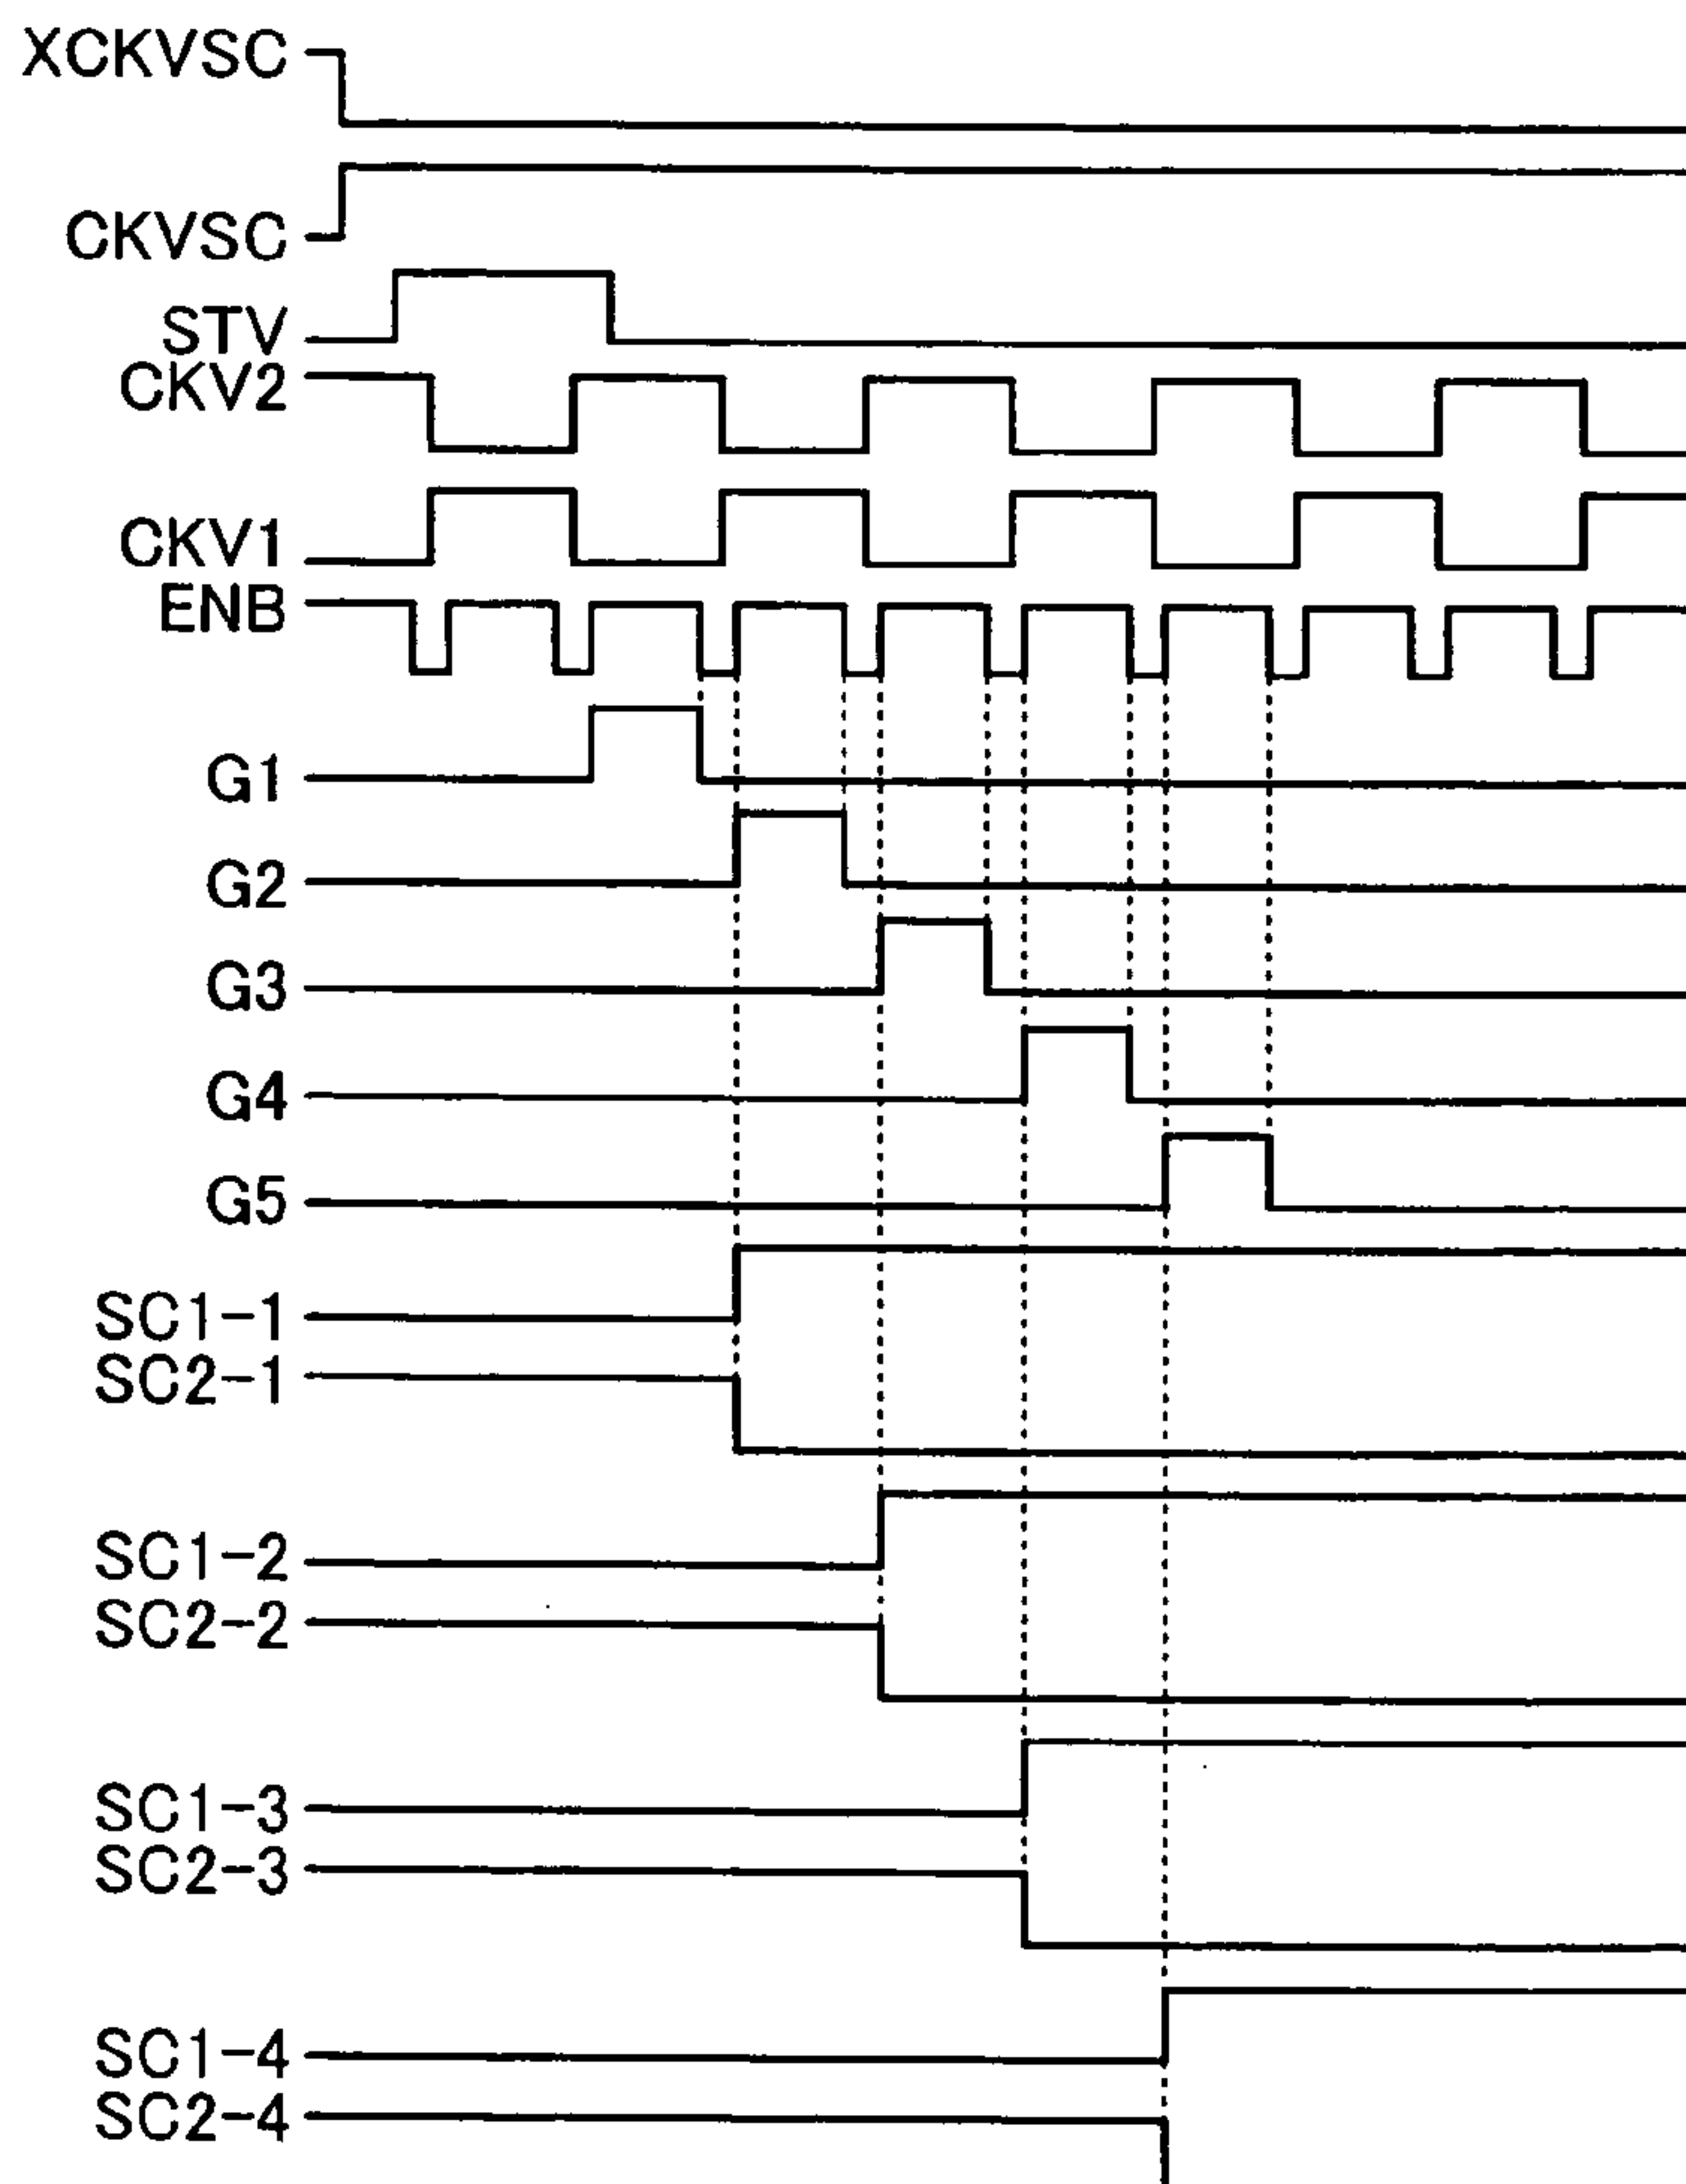 XCKVSC
CKVSC
STV
CKV2
CKV1
ENB
G1
G2
G3
G4
G5
SC1-1
SC2-1
SC1-2
SC2-2
SC1-3
SC2-3
SC1-4
SC2-4